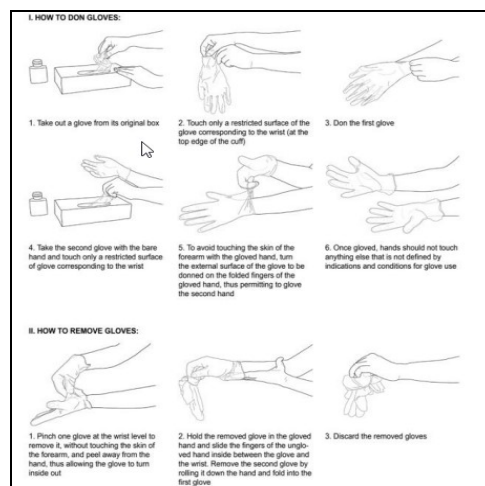 I. HOW TO DON GLOVES:
1. Take out a glove from its original box
2. Touch only a restricted surface of the
glove corresponding to the wrist (at the
top edge of the cuff)
3. Don the first glove
4. Take the second glove with the bare
hand and touch only a restricted surface
of glove corresponding to the wrist
5. To avoid touching the skin of the
forearm with the gloved hand, turn
the external surface of the glove to be
donned on the folded fingers of the
gloved hand, thus permitting to glove
the second hand
6. Once gloved, hands should not touch
anything else that is not defined by
indications and conditions for glove use
II. HOW TO REMOVE GLOVES:
1. Pinch one glove at the wrist level to
remove it, without touching the skin of
the forearm, and peel away from the
hand, thus allowing the glove to turn
inside out
2. Hold the removed glove in the gloved
hand and slide the fingers of the unglo-
ved hand inside between the glove and
the wrist. Remove the second glove by
rolling it down the hand and fold into the
first glove
3. Discard the removed gloves